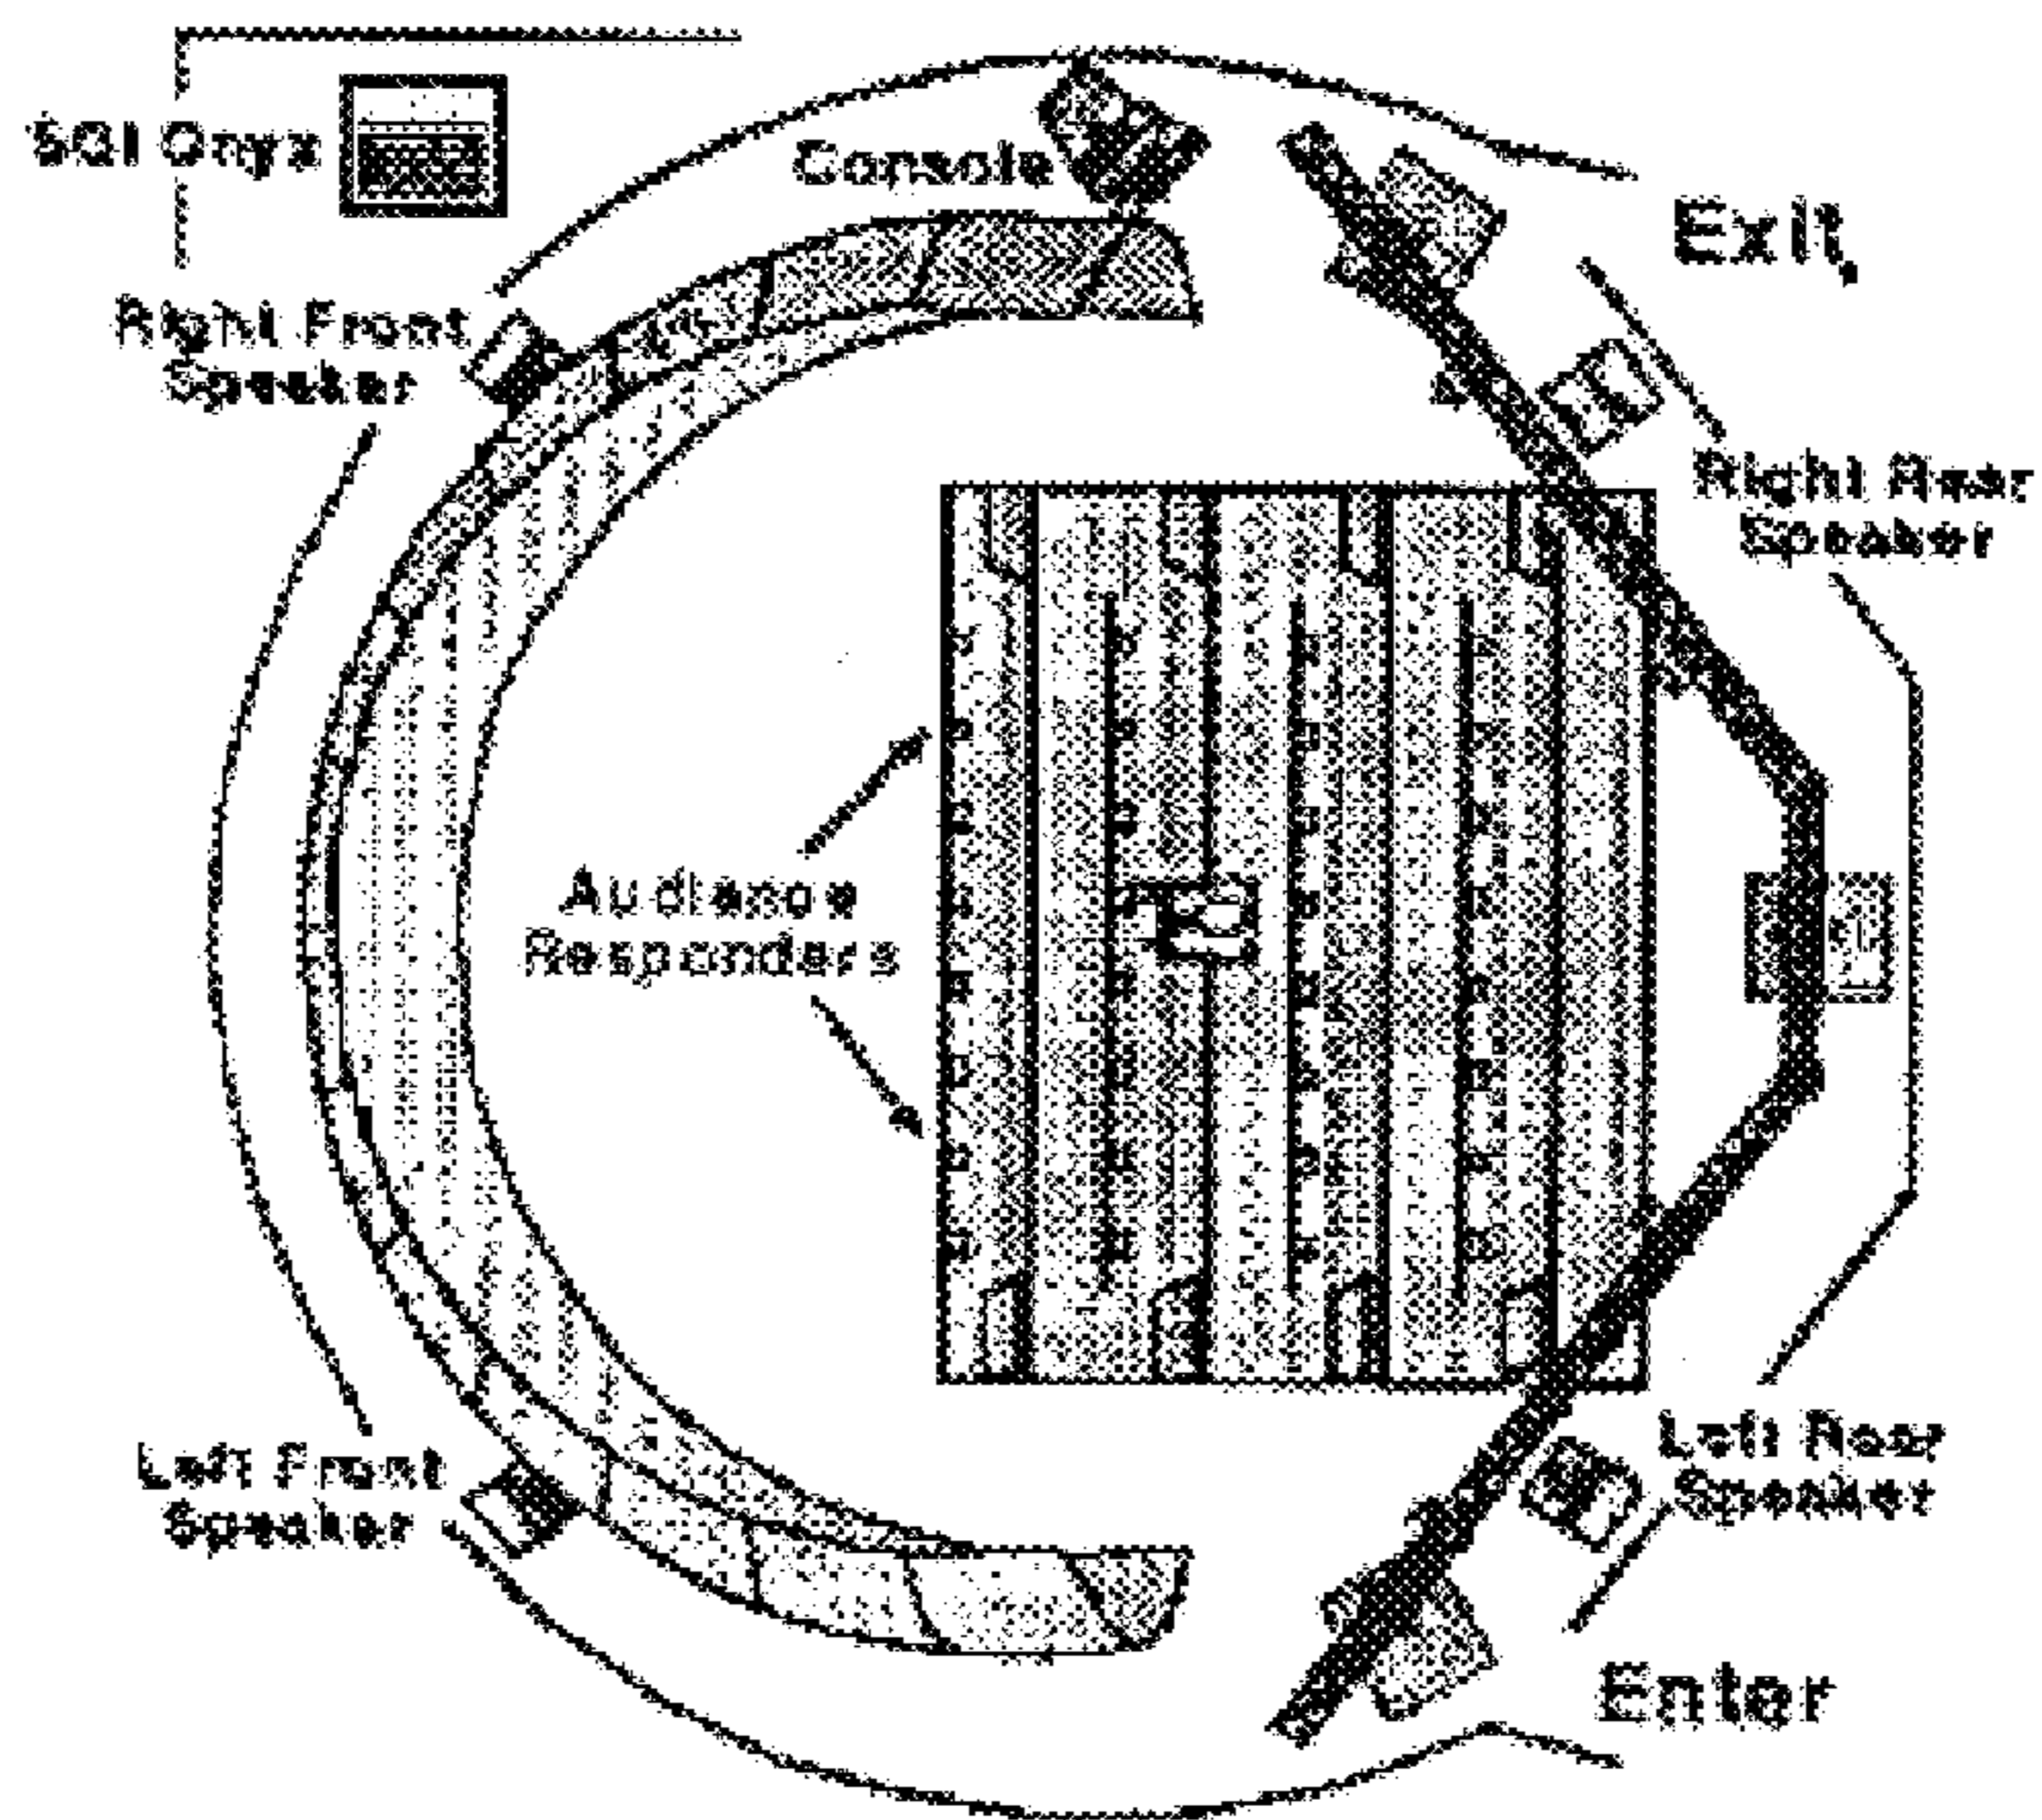 SGI Onyx
Console
Exit
Right Front
Speaker
Right Rear
Speaker
Audience
Responders
Left Front
Speaker
Left Rear
Speaker
Enter